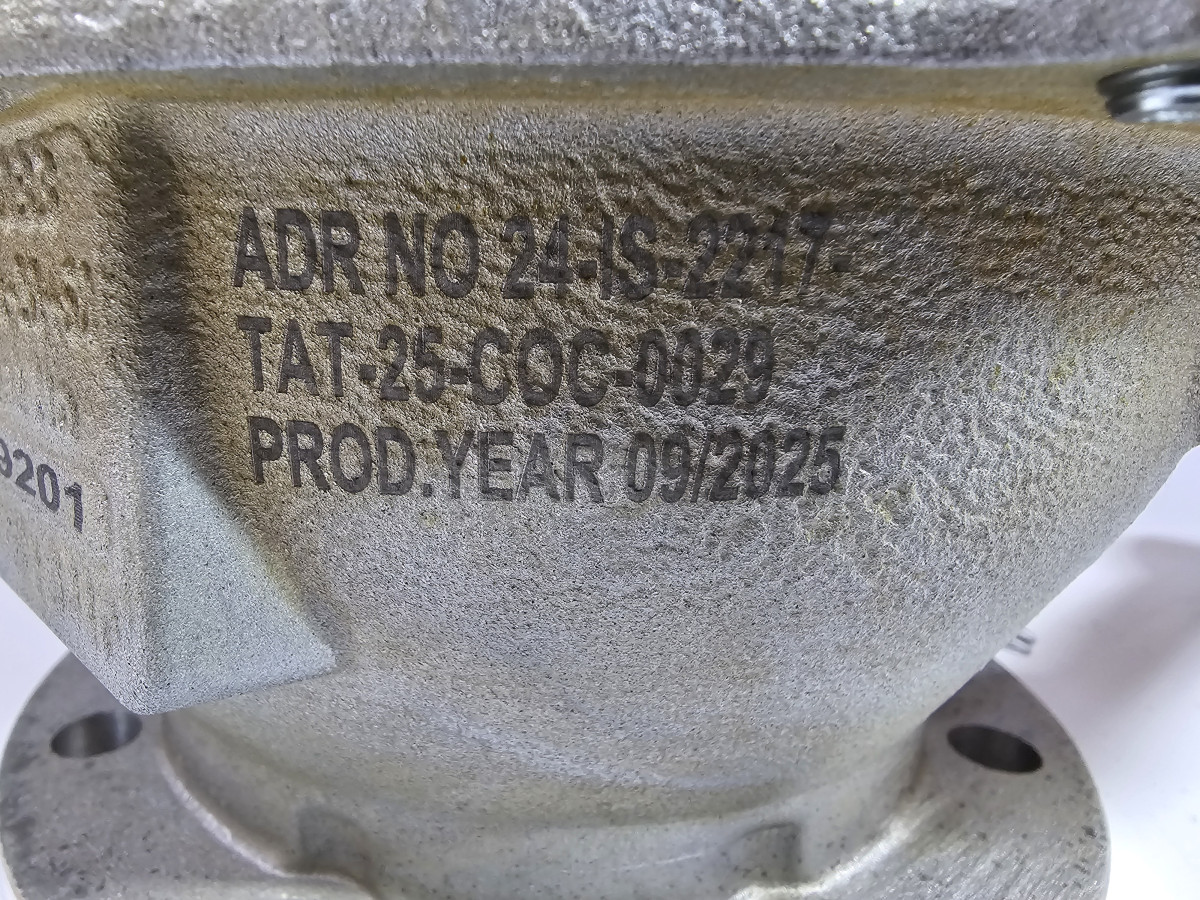 ADR NO 24-IS-2217-
TAT-25-COC-0029
PROD.YEAR 09/2025
9201